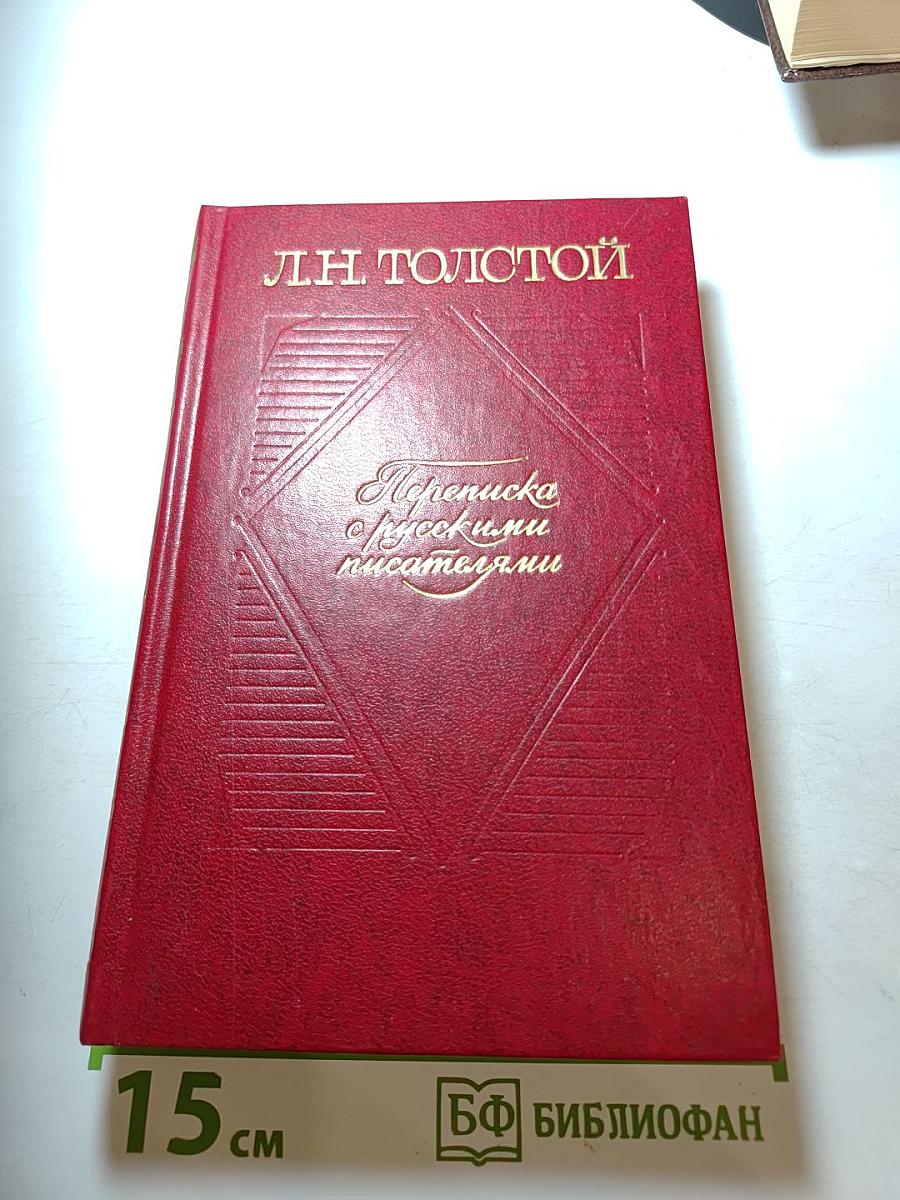 Л.Н. ТОЛСТОЙ
Переписка
с русскими
писателями
15 см
БФ БИБЛИОФАН